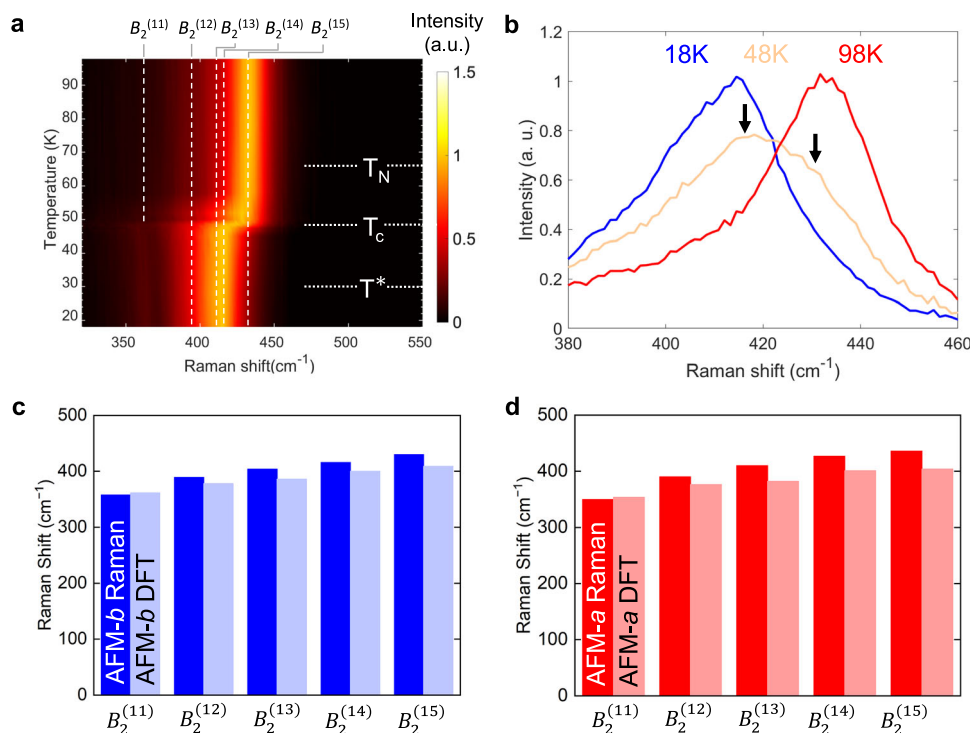 a
B₂⁽¹¹⁾ B₂⁽¹²⁾ B₂⁽¹³⁾ B₂⁽¹⁴⁾ B₂⁽¹⁵⁾
Intensity
(a.u.)
90
80
70
60
50
40
30
20
Temperature (K)
T_N
T_c
T*
350 400 450 500 550
Raman shift(cm⁻¹)
1.5
1
0.5
0
b
18K 48K 98K
1.2
1
0.8
0.6
0.4
0.2
0
Intensity (a. u.)
380 400 420 440 460
Raman shift (cm⁻¹)
c
500
400
300
200
100
0
Raman Shift (cm⁻¹)
AFM-b Raman
AFM-b DFT
B₂⁽¹¹⁾ B₂⁽¹²⁾ B₂⁽¹³⁾ B₂⁽¹⁴⁾ B₂⁽¹⁵⁾
d
500
400
300
200
100
0
Raman Shift (cm⁻¹)
AFM-a Raman
AFM-a DFT
B₂⁽¹¹⁾ B₂⁽¹²⁾ B₂⁽¹³⁾ B₂⁽¹⁴⁾ B₂⁽¹⁵⁾